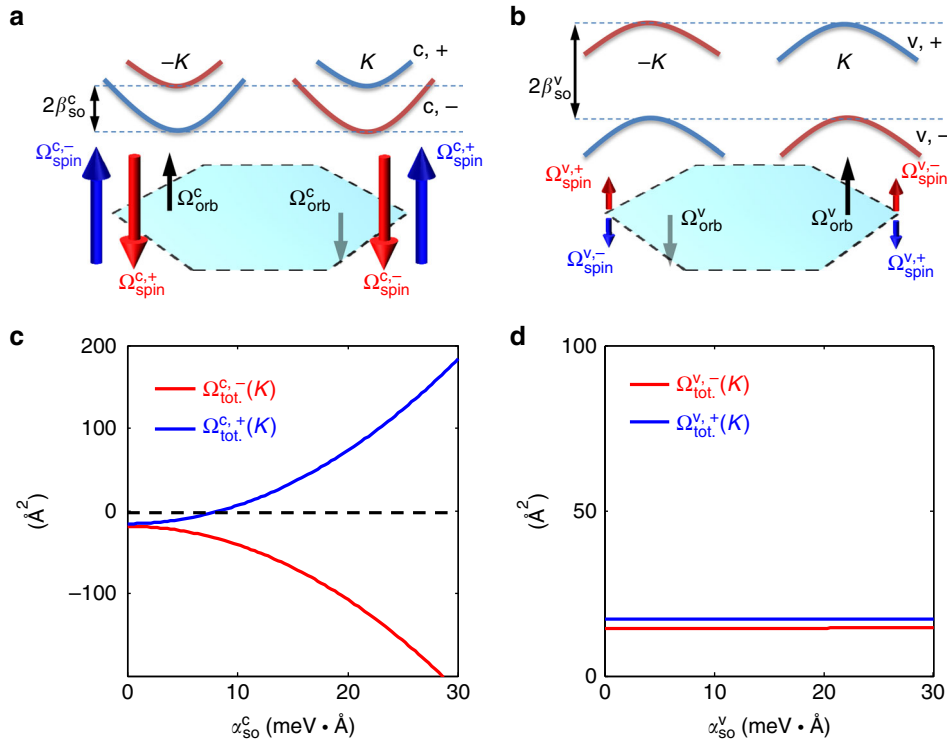 a
−K
K
c, +
2β^c_so
c, −
Ω^{c,−}_spin
Ω^c_orb
Ω^c_orb
Ω^{c,+}_spin
Ω^{c,+}_spin
Ω^{c,−}_spin
b
−K
K
v, +
2β^v_so
v, −
Ω^{v,+}_spin
Ω^{v,−}_spin
Ω^v_orb
Ω^v_orb
Ω^{v,−}_spin
Ω^{v,+}_spin
c
200
100
0
−100
(Å²)
Ω^{c,−}_tot.(K)
Ω^{c,+}_tot.(K)
0 10 20 30
α^c_so (meV • Å)
d
100
50
0
(Å²)
Ω^{v,−}_tot.(K)
Ω^{v,+}_tot.(K)
0 10 20 30
α^v_so (meV • Å)